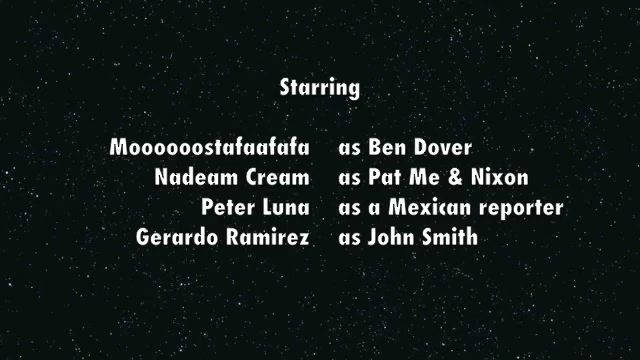 Starring
Moooooostafaafafa as Ben Dover
Nadeam Cream as Pat Me & Nixon
Peter Luna as a Mexican reporter
Gerardo Ramirez as John Smith